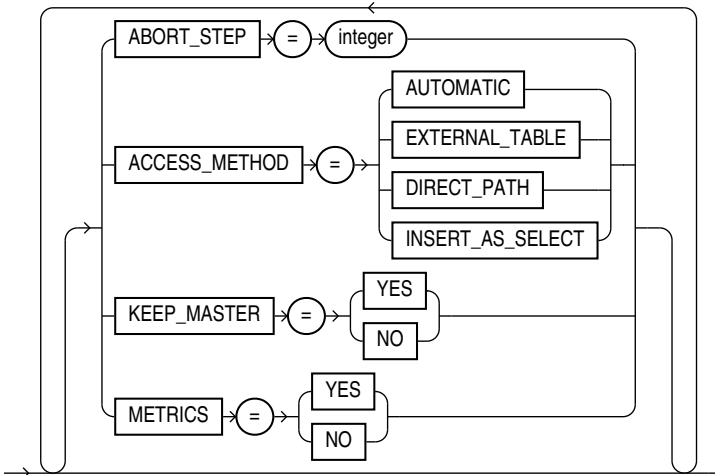 ABORT_STEP = integer
AUTOMATIC
EXTERNAL_TABLE
ACCESS_METHOD =
DIRECT_PATH
INSERT_AS_SELECT
YES
KEEP_MASTER =
NO
YES
METRICS =
NO